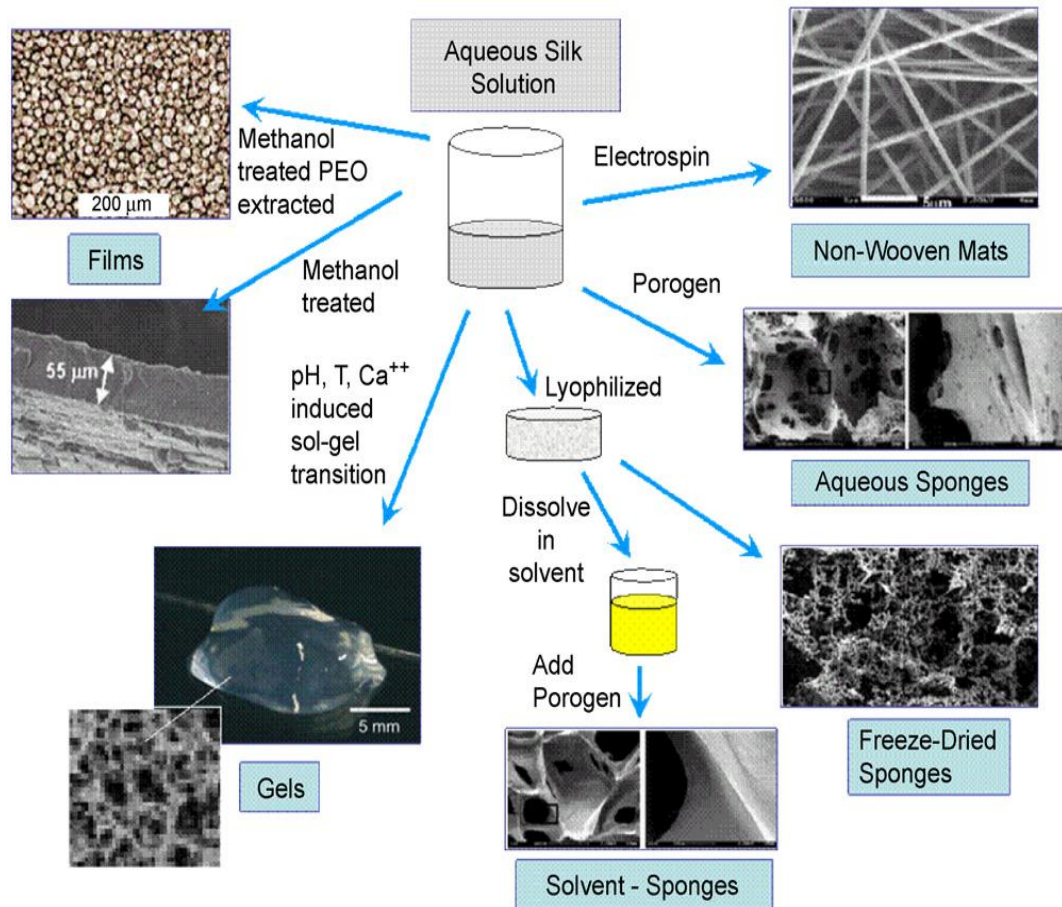 Aqueous Silk
Solution
Methanol
treated PEO
extracted
200 μm
Films
Methanol
treated
55 μm
Electrospin
5μm
Non-Wooven Mats
Porogen
Aqueous Sponges
pH, T, Ca⁺⁺
induced
sol-gel
transition
Lyophilized
Dissolve
in
solvent
5 mm
Gels
Add
Porogen
Freeze-Dried
Sponges
Solvent - Sponges